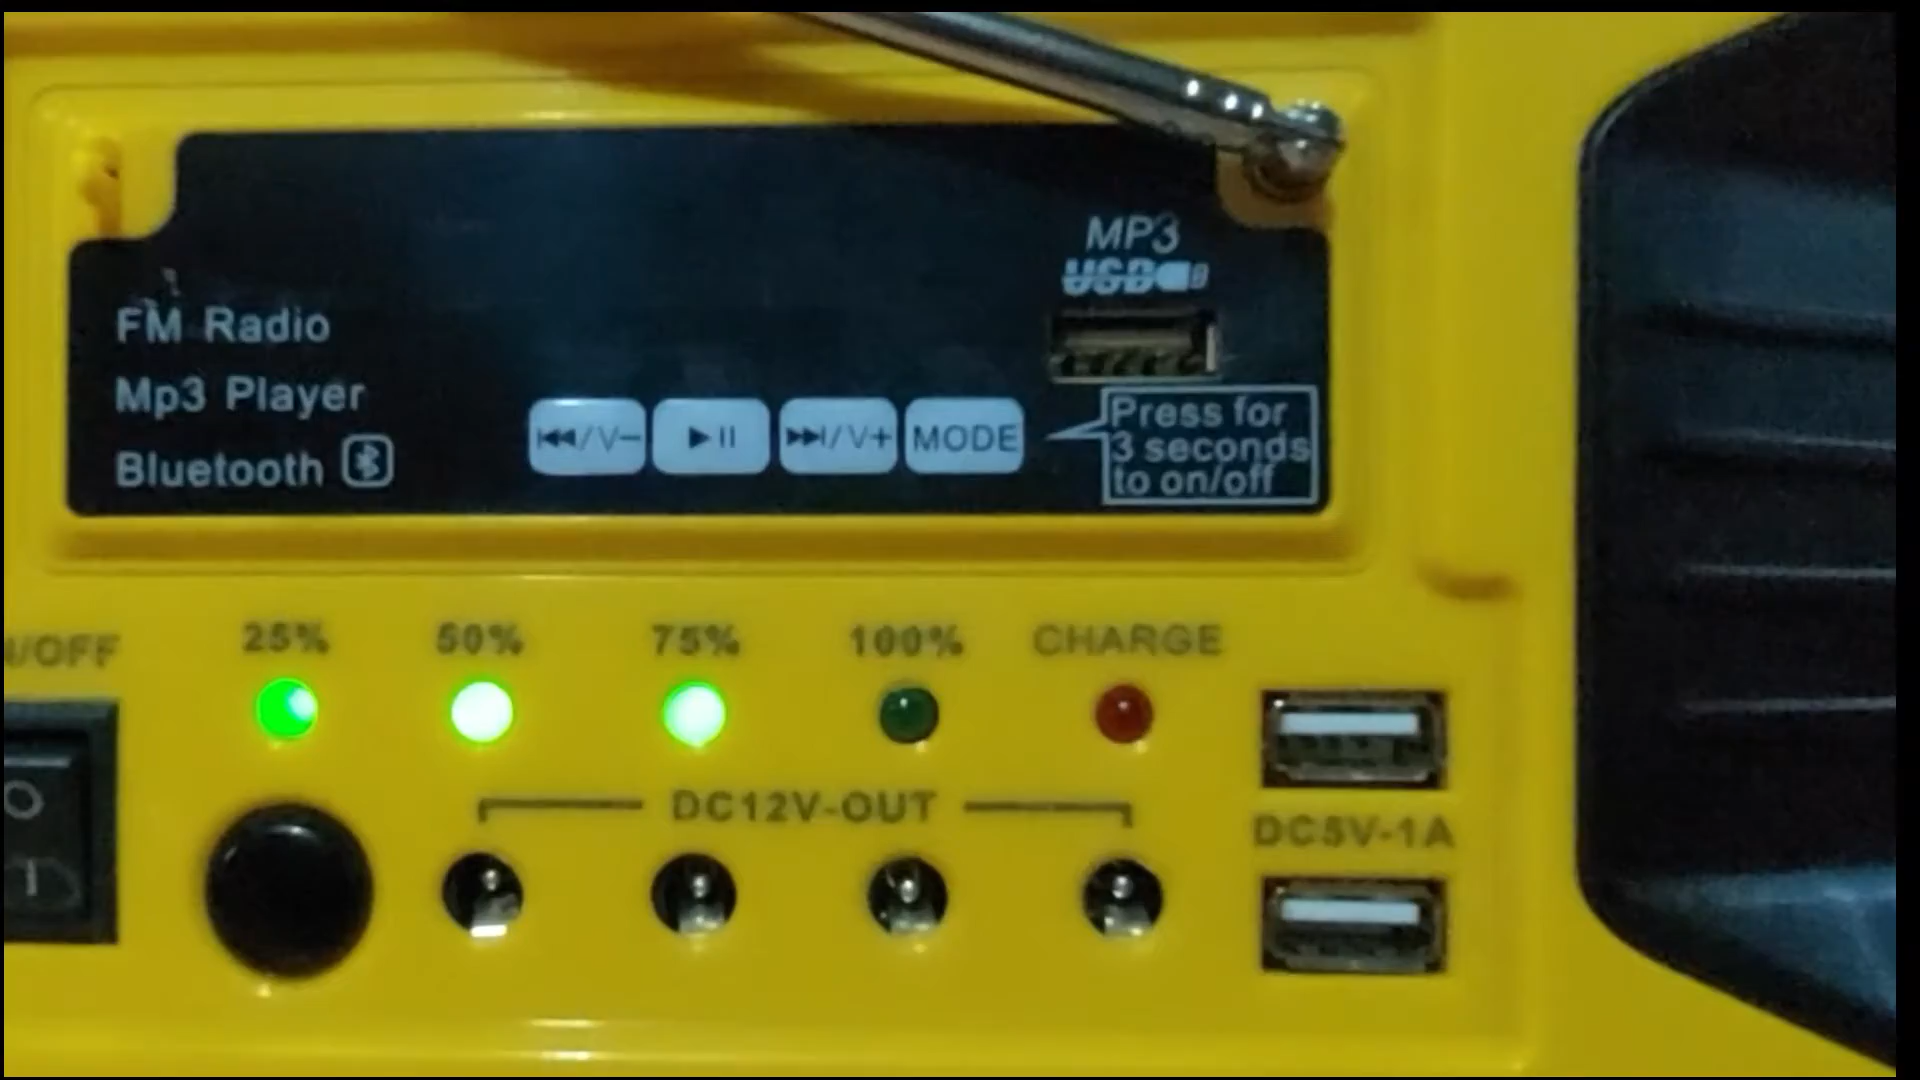 MP3
USB
FM Radio
Mp3 Player
Bluetooth
/V- /V+ MODE
Press for
3 seconds
to on/off
/OFF 25% 50% 75% 100% CHARGE
DC12V-OUT
DC5V-1A